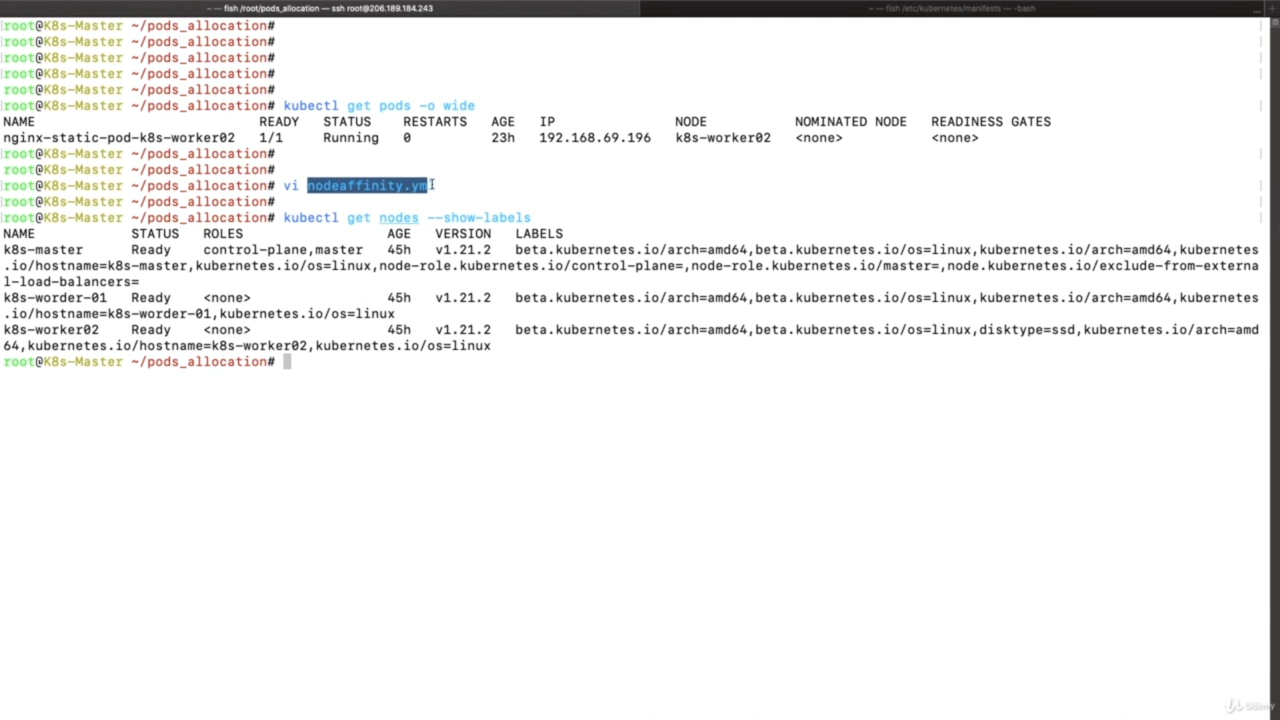 ~ — fish /root/pods_allocation — ssh root@206.189.184.243
~ — fish /etc/kubernetes/manifests — -bash
root@K8s-Master ~/pods_allocation#
root@K8s-Master ~/pods_allocation#
root@K8s-Master ~/pods_allocation#
root@K8s-Master ~/pods_allocation#
root@K8s-Master ~/pods_allocation#
root@K8s-Master ~/pods_allocation# kubectl get pods -o wide
NAME READY STATUS RESTARTS AGE IP NODE NOMINATED NODE READINESS GATES
nginx-static-pod-k8s-worker02 1/1 Running 0 23h 192.168.69.196 k8s-worker02 <none> <none>
root@K8s-Master ~/pods_allocation#
root@K8s-Master ~/pods_allocation#
root@K8s-Master ~/pods_allocation# vi nodeaffinity.ym
root@K8s-Master ~/pods_allocation#
root@K8s-Master ~/pods_allocation# kubectl get nodes --show-labels
NAME STATUS ROLES AGE VERSION LABELS
k8s-master Ready control-plane,master 45h v1.21.2 beta.kubernetes.io/arch=amd64,beta.kubernetes.io/os=linux,kubernetes.io/arch=amd64,kubernetes
.io/hostname=k8s-master,kubernetes.io/os=linux,node-role.kubernetes.io/control-plane=,node-role.kubernetes.io/master=,node.kubernetes.io/exclude-from-externa
l-load-balancers=
k8s-worder-01 Ready <none> 45h v1.21.2 beta.kubernetes.io/arch=amd64,beta.kubernetes.io/os=linux,kubernetes.io/arch=amd64,kubernetes
.io/hostname=k8s-worder-01,kubernetes.io/os=linux
k8s-worker02 Ready <none> 45h v1.21.2 beta.kubernetes.io/arch=amd64,beta.kubernetes.io/os=linux,disktype=ssd,kubernetes.io/arch=amd
64,kubernetes.io/hostname=k8s-worker02,kubernetes.io/os=linux
root@K8s-Master ~/pods_allocation#
Udemy